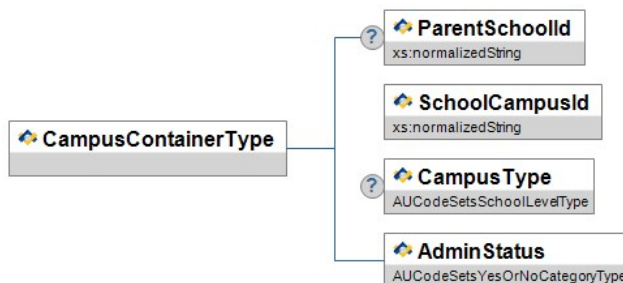 ?
ParentSchoolId
xs:normalizedString
SchoolCampusId
xs:normalizedString
CampusContainerType
?
CampusType
AUCodeSetsSchoolLevelType
AdminStatus
AUCodeSetsYesOrNoCategoryType